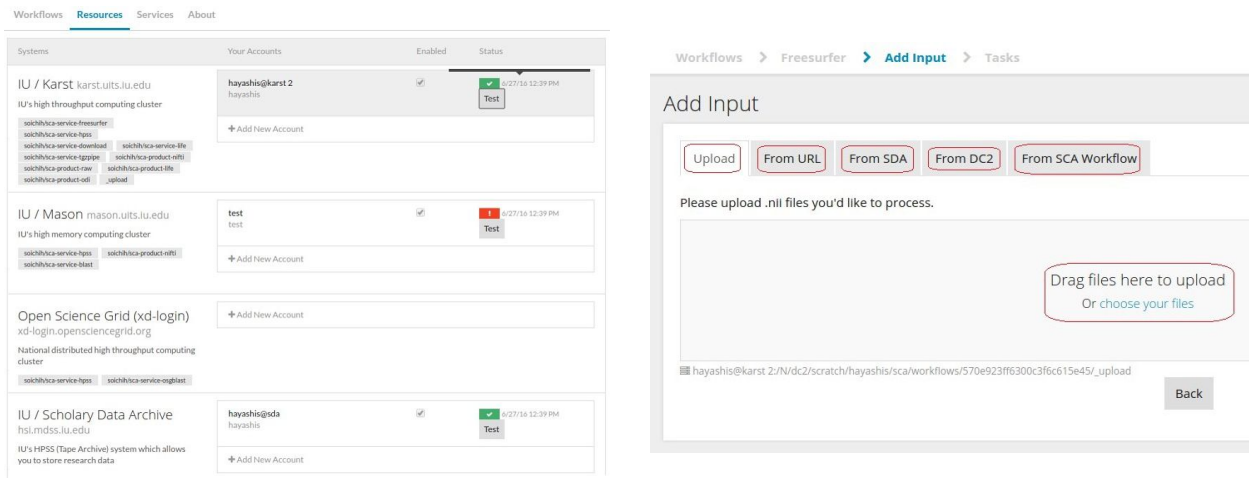 Workflows Resources Services About
Systems Your Accounts Enabled Status
IU / Karst karst.uits.iu.edu
IU's high throughput computing cluster
soichih/sca-service-freesurfer
soichih/sca-service-hpss
soichih/sca-service-download soichih/sca-service-life
soichih/sca-service-tgzpipe soichih/sca-product-nifti
soichih/sca-product-raw soichih/sca-product-life
soichih/sca-product-odi _upload
hayashis@karst 2
hayashis
6/27/16 12:39 PM
Test
+ Add New Account
IU / Mason mason.uits.iu.edu
IU's high memory computing cluster
soichih/sca-service-hpss soichih/sca-product-nifti
soichih/sca-service-blast
test
test
6/27/16 12:39 PM
Test
+ Add New Account
Open Science Grid (xd-login)
xd-login.opensciencegrid.org
National distributed high throughput computing
cluster
soichih/sca-service-hpss soichih/sca-service-osgblast
+ Add New Account
IU / Scholary Data Archive
hsi.mdss.iu.edu
IU's HPSS (Tape Archive) system which allows
you to store research data
hayashis@sda
hayashis
6/27/16 12:39 PM
Test
+ Add New Account
Workflows > Freesurfer > Add Input > Tasks
Add Input
Upload From URL From SDA From DC2 From SCA Workflow
Please upload .nii files you'd like to process.
Drag files here to upload
Or choose your files
hayashis@karst 2:/N/dc2/scratch/hayashis/sca/workflows/570e923ff6300c3f6c615e45/_upload
Back